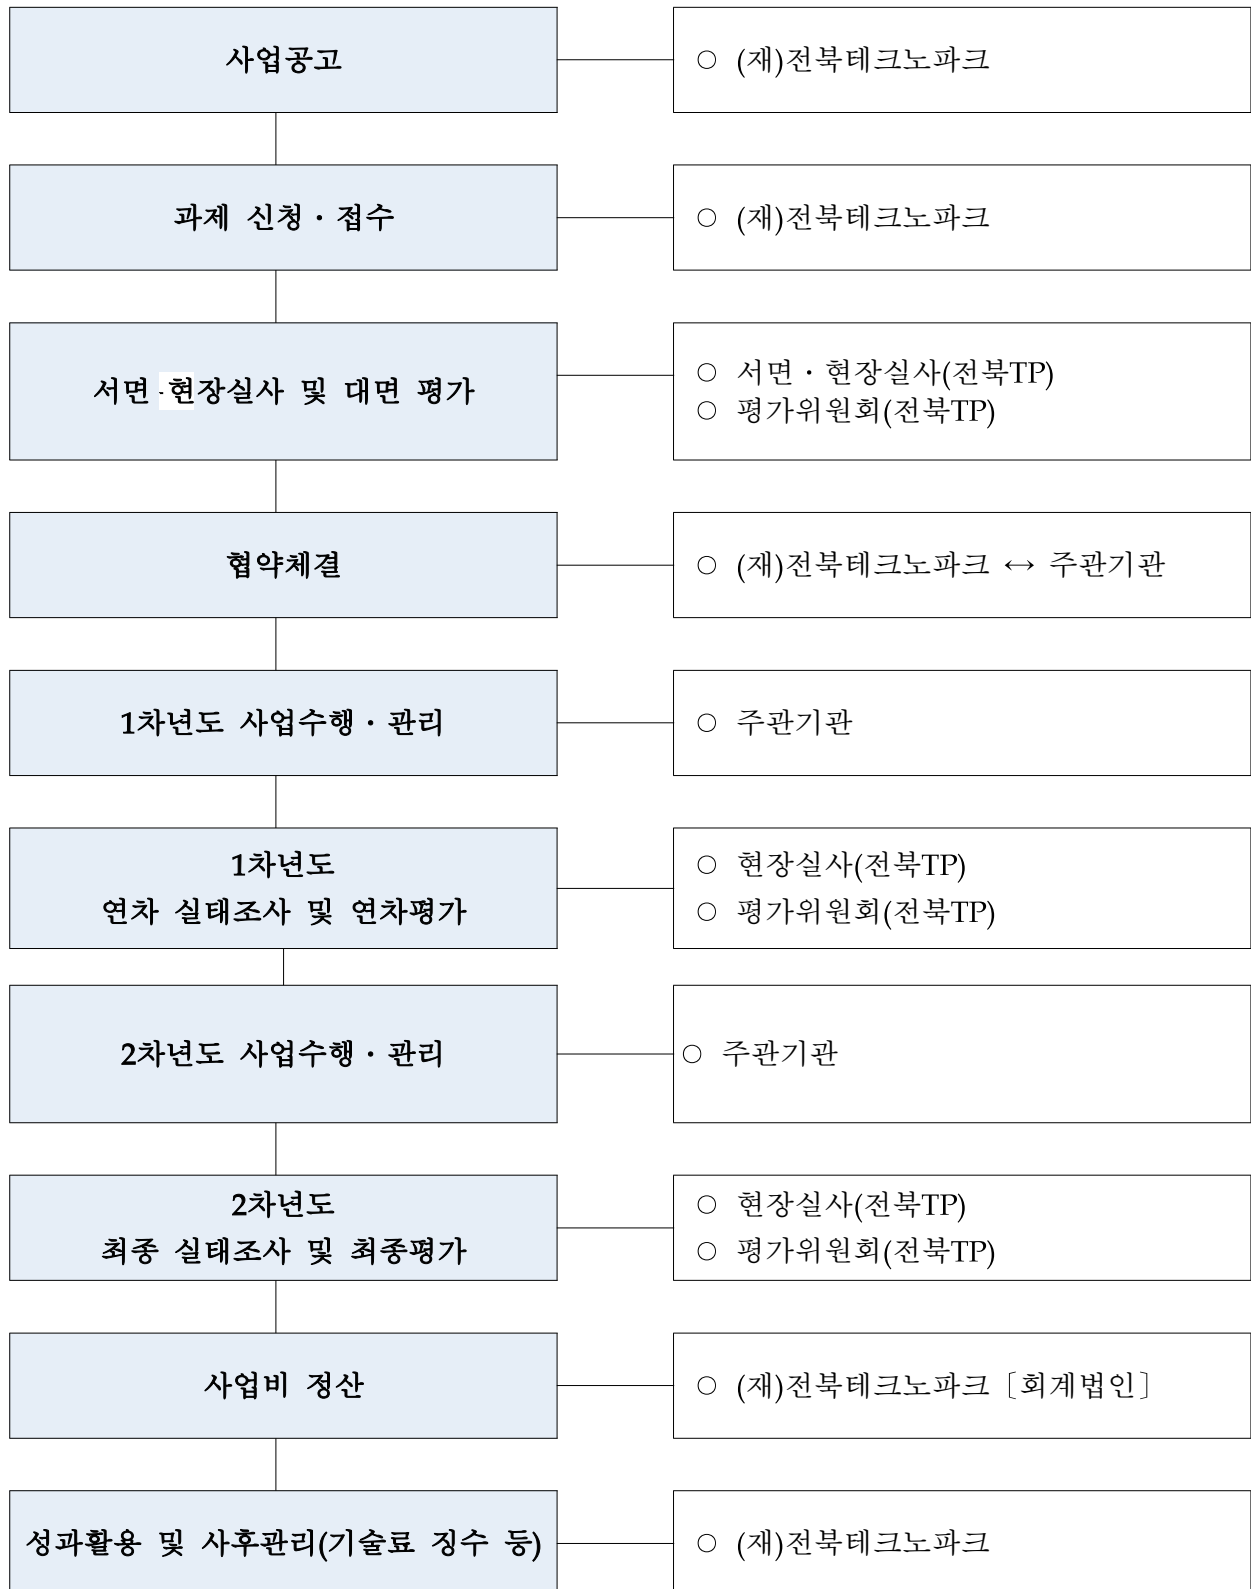 사업공고
○ (재)전북테크노파크
과제 신청·접수
○ (재)전북테크노파크
서면·현장실사 및 대면 평가
○ 서면·현장실사(전북TP)
○ 평가위원회(전북TP)
협약체결
○ (재)전북테크노파크 ↔ 주관기관
1차년도 사업수행·관리
○ 주관기관
1차년도
연차 실태조사 및 연차평가
○ 현장실사(전북TP)
○ 평가위원회(전북TP)
2차년도 사업수행·관리
○ 주관기관
2차년도
최종 실태조사 및 최종평가
○ 현장실사(전북TP)
○ 평가위원회(전북TP)
사업비 정산
○ (재)전북테크노파크 [회계법인]
성과활용 및 사후관리(기술료 징수 등)
○ (재)전북테크노파크